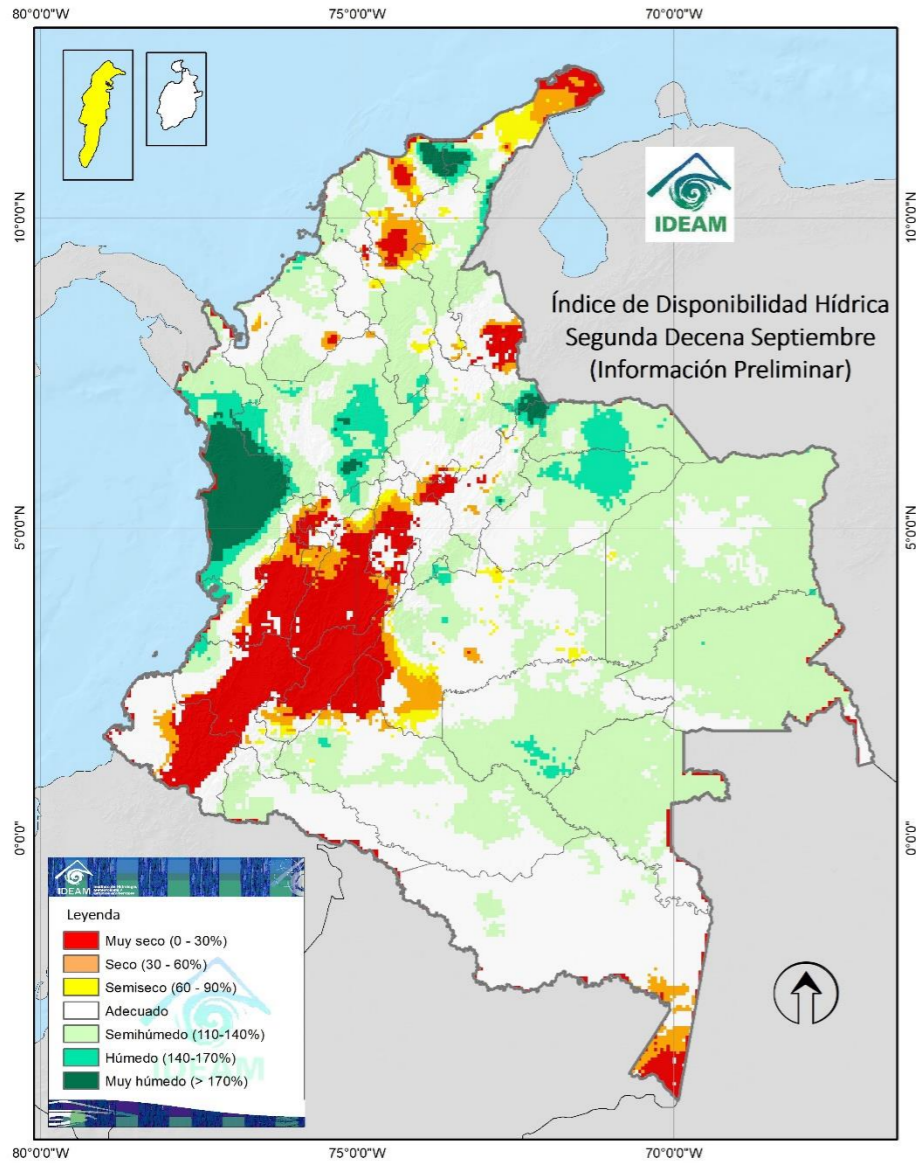 80°0'0"W
75°0'0"W
70°0'0"W
10°0'0"N
10°0'0"N
IDEAM
Índice de Disponibilidad Hídrica
Segunda Decena Septiembre
(Información Preliminar)
5°0'0"N
5°0'0"N
0°0'0"
0°0'0"
IDEAM
Leyenda
Muy seco (0 - 30%)
Seco (30 - 60%)
Semiseco (60 - 90%)
Adecuado
Semihúmedo (110-140%)
Húmedo (140-170%)
Muy húmedo (> 170%)
IDEAM
80°0'0"W
75°0'0"W
70°0'0"W